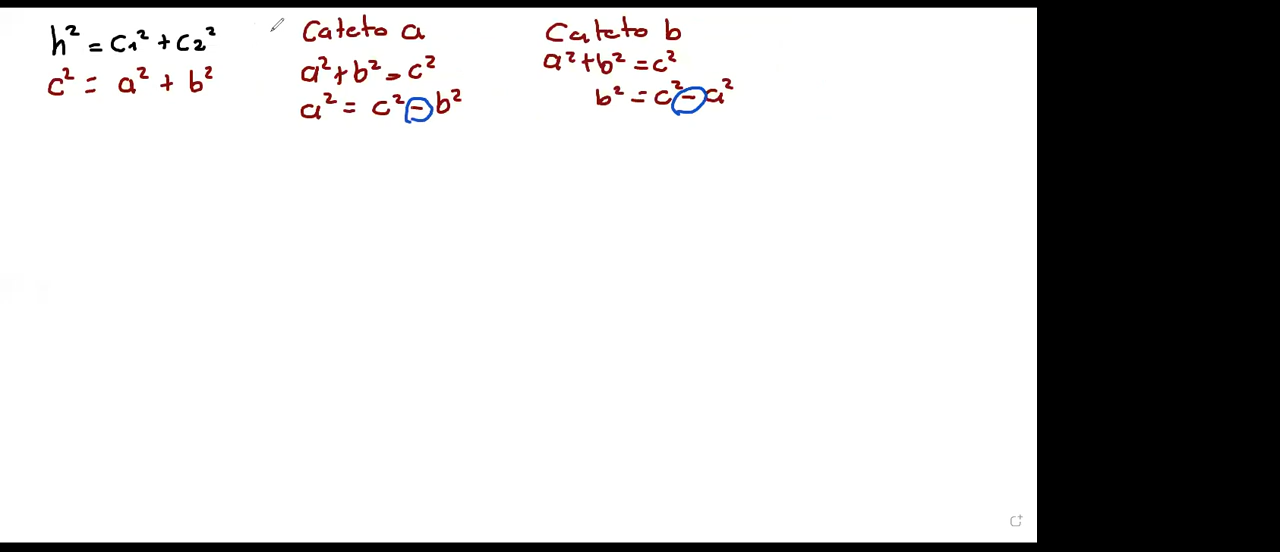 h² = c₁² + c₂²
c² = a² + b²
Cateto a
a² + b² = c²
a² = c² - b²
Cateto b
a² + b² = c²
b² = c² - a²